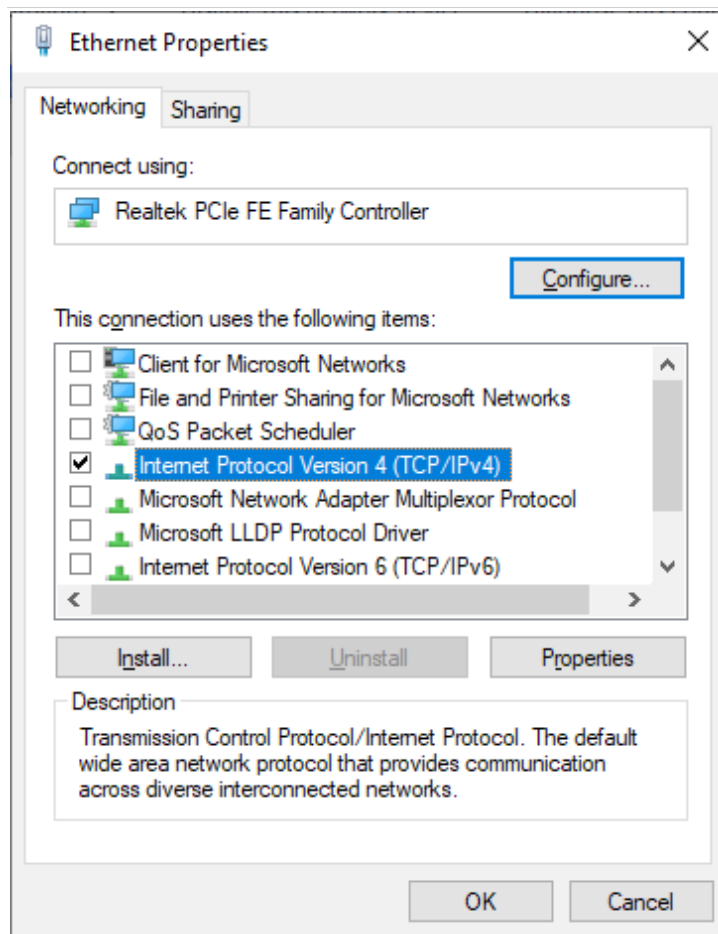 Ethernet Properties
Networking
Sharing
Connect using:
Realtek PCIe FE Family Controller
Configure...
This connection uses the following items:
Client for Microsoft Networks
File and Printer Sharing for Microsoft Networks
QoS Packet Scheduler
Internet Protocol Version 4 (TCP/IPv4)
Microsoft Network Adapter Multiplexor Protocol
Microsoft LLDP Protocol Driver
Internet Protocol Version 6 (TCP/IPv6)
Install...
Uninstall
Properties
Description
Transmission Control Protocol/Internet Protocol. The default
wide area network protocol that provides communication
across diverse interconnected networks.
OK
Cancel